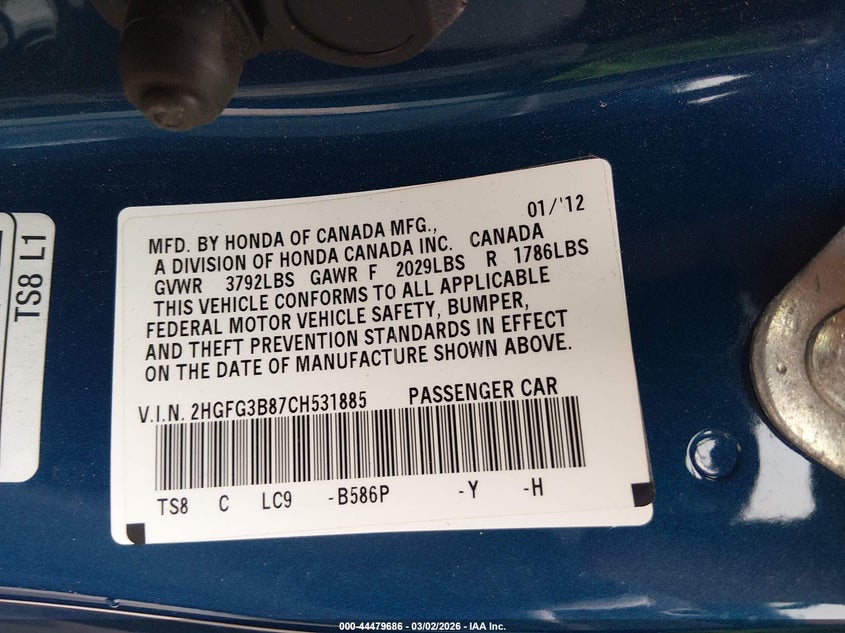 TS8 L1
01/'12
MFD. BY HONDA OF CANADA MFG.,
A DIVISION OF HONDA CANADA INC. CANADA
GVWR 3792LBS GAWR F 2029LBS R 1786LBS
THIS VEHICLE CONFORMS TO ALL APPLICABLE
FEDERAL MOTOR VEHICLE SAFETY, BUMPER,
AND THEFT PREVENTION STANDARDS IN EFFECT
ON THE DATE OF MANUFACTURE SHOWN ABOVE.
V.I.N. 2HGFG3B87CH531885 PASSENGER CAR
TS8 C LC9 -B586P -Y -H
000-44479686 - 03/02/2026 - IAA Inc.